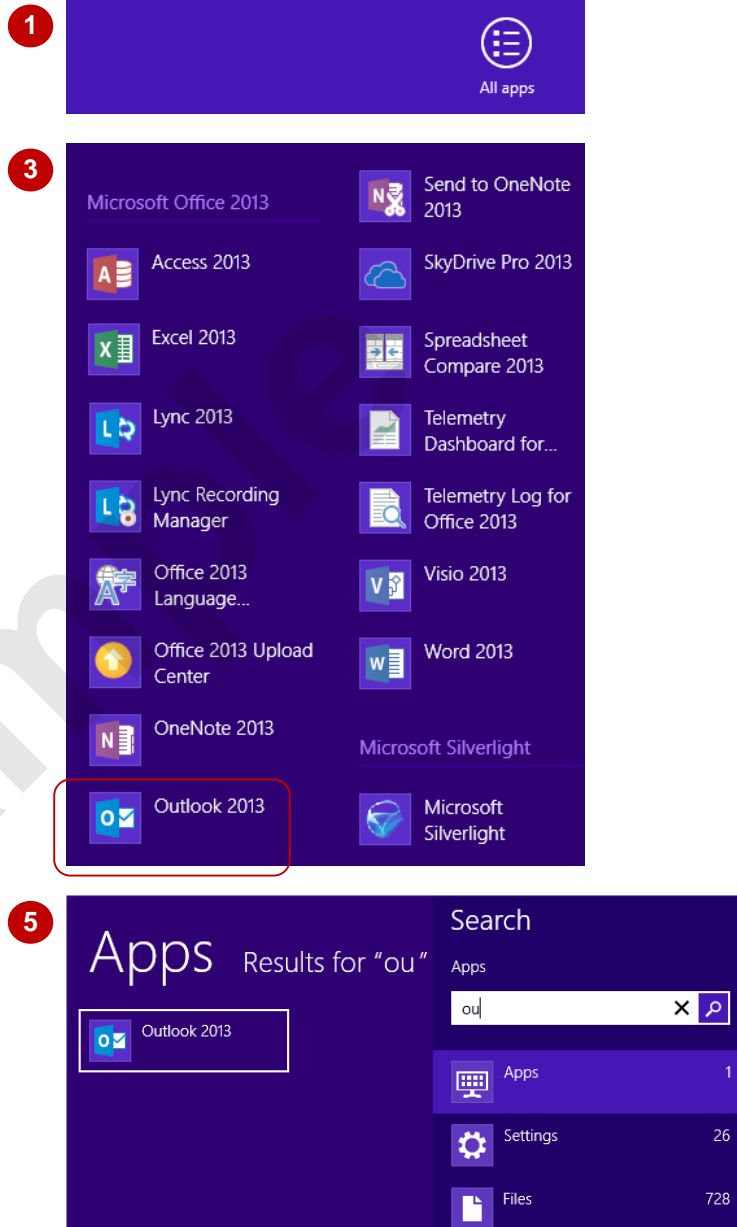 1
All apps
3
Microsoft Office 2013
Access 2013
Excel 2013
Lync 2013
Lync Recording
Manager
Office 2013
Language...
Office 2013 Upload
Center
OneNote 2013
Outlook 2013
Send to OneNote
2013
SkyDrive Pro 2013
Spreadsheet
Compare 2013
Telemetry
Dashboard for...
Telemetry Log for
Office 2013
Visio 2013
Word 2013
Microsoft Silverlight
Microsoft
Silverlight
5
Apps Results for “ou”
Outlook 2013
Search
Apps
ou
Apps 1
Settings 26
Files 728